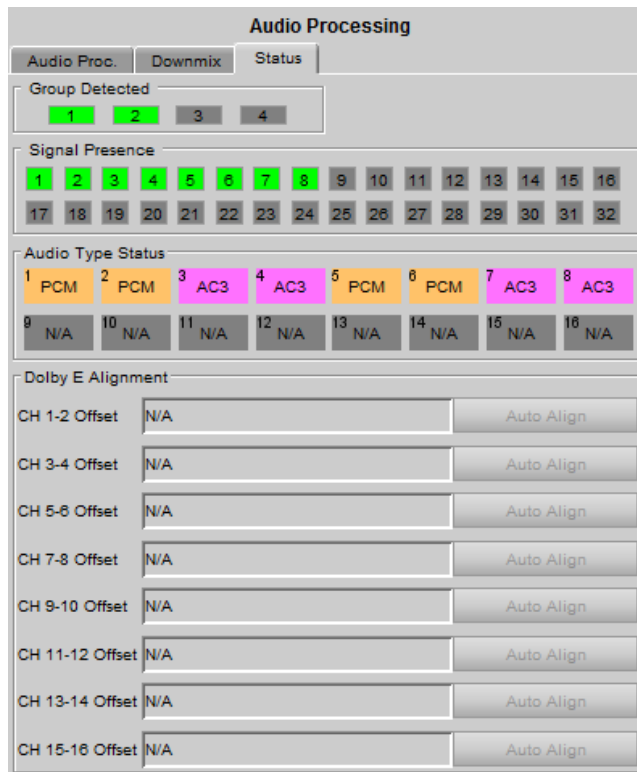 Audio Processing
Audio Proc. Downmix Status
Group Detected
1 2 3 4
Signal Presence
1 2 3 4 5 6 7 8 9 10 11 12 13 14 15 16
17 18 19 20 21 22 23 24 25 26 27 28 29 30 31 32
Audio Type Status
1 PCM 2 PCM 3 AC3 4 AC3 5 PCM 6 PCM 7 AC3 8 AC3
9 N/A 10 N/A 11 N/A 12 N/A 13 N/A 14 N/A 15 N/A 16 N/A
Dolby E Alignment
CH 1-2 Offset N/A Auto Align
CH 3-4 Offset N/A Auto Align
CH 5-6 Offset N/A Auto Align
CH 7-8 Offset N/A Auto Align
CH 9-10 Offset N/A Auto Align
CH 11-12 Offset N/A Auto Align
CH 13-14 Offset N/A Auto Align
CH 15-16 Offset N/A Auto Align